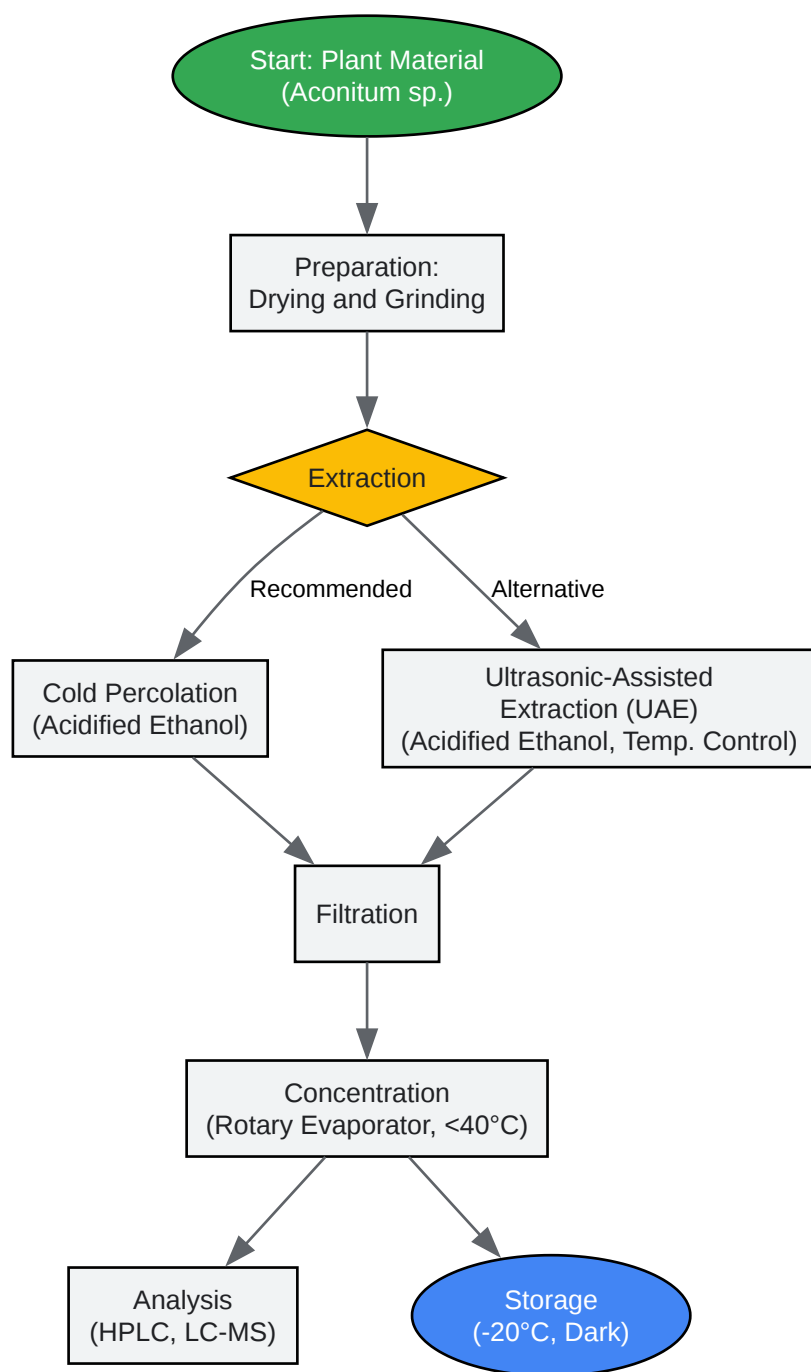 Start: Plant Material
(Aconitum sp.)
Preparation:
Drying and Grinding
Extraction
Recommended
Alternative
Cold Percolation
(Acidified Ethanol)
Ultrasonic-Assisted
Extraction (UAE)
(Acidified Ethanol, Temp. Control)
Filtration
Concentration
(Rotary Evaporator, <40°C)
Analysis
(HPLC, LC-MS)
Storage
(-20°C, Dark)